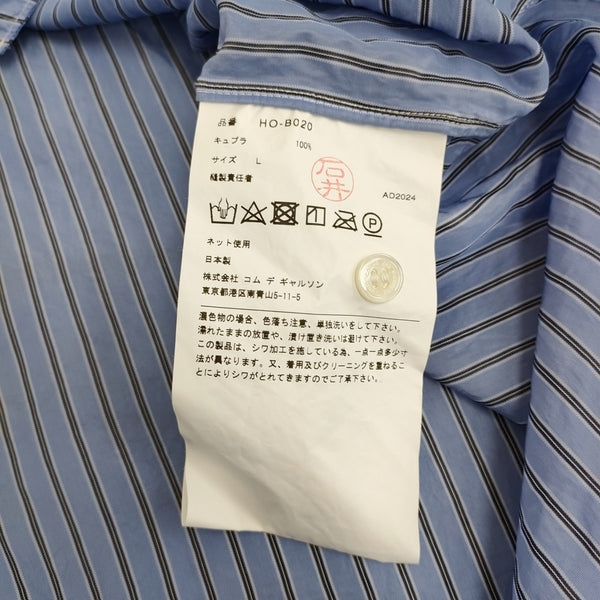 品番 HO-B020
キュプラ 100%
サイズ L
縫製責任者
石井
AD2024
P
ネット使用
日本製
株式会社 コム デ ギャルソン
東京都港区南青山5-11-5
濃色物の場合、色落ち注意、単独洗いをして下さい。
濡れたままの放置や、漬け置き洗いは避けて下さい。
この製品は、シワ加工を施している為、一点一点多少寸
法が異なります。又、着用及びクリーニングを重ねるこ
とによりシワがとれてきますのでご了承下さい。